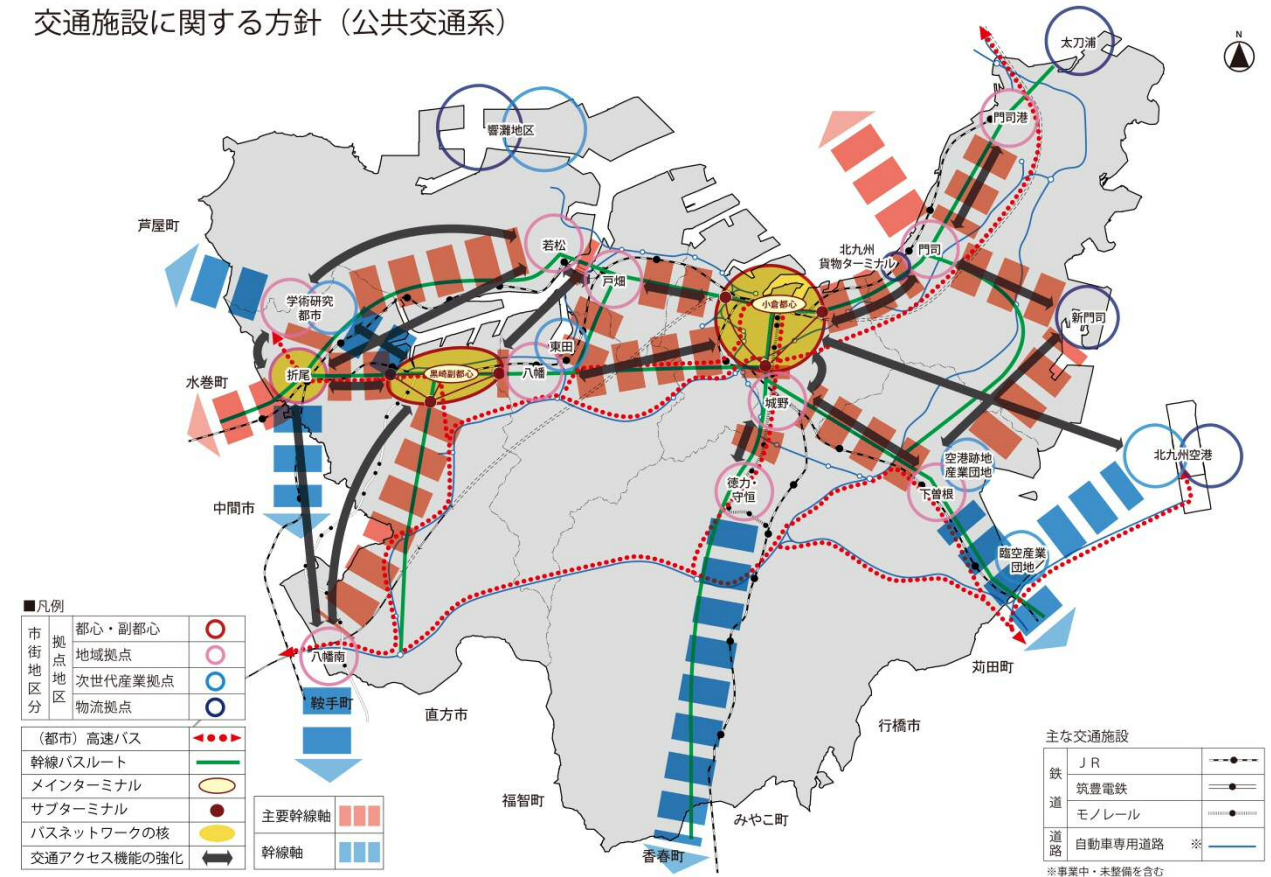 交通施設に関する方針（公共交通系）
N
太刀浦
門司港
響灘地区
芦屋町
若松
戸畑
北九州
貨物ターミナル
門司
学術研究
都市
小倉都心
新門司
東田
水巻町
折尾
黒崎副都心
八幡
城野
中間市
徳力・
守恒
空港跡地
産業団地
下曽根
北九州空港
臨空産業
団地
八幡南
鞍手町
直方市
苅田町
行橋市
福智町
みやこ町
香春町
■凡例
市街地区分
拠点地区
都心・副都心
地域拠点
次世代産業拠点
物流拠点
（都市）高速バス
幹線バスルート
メインターミナル
サブターミナル
バスネットワークの核
交通アクセス機能の強化
主要幹線軸
幹線軸
主な交通施設
鉄道
ＪＲ
筑豊電鉄
モノレール
道路
自動車専用道路 ※
※事業中・未整備を含む